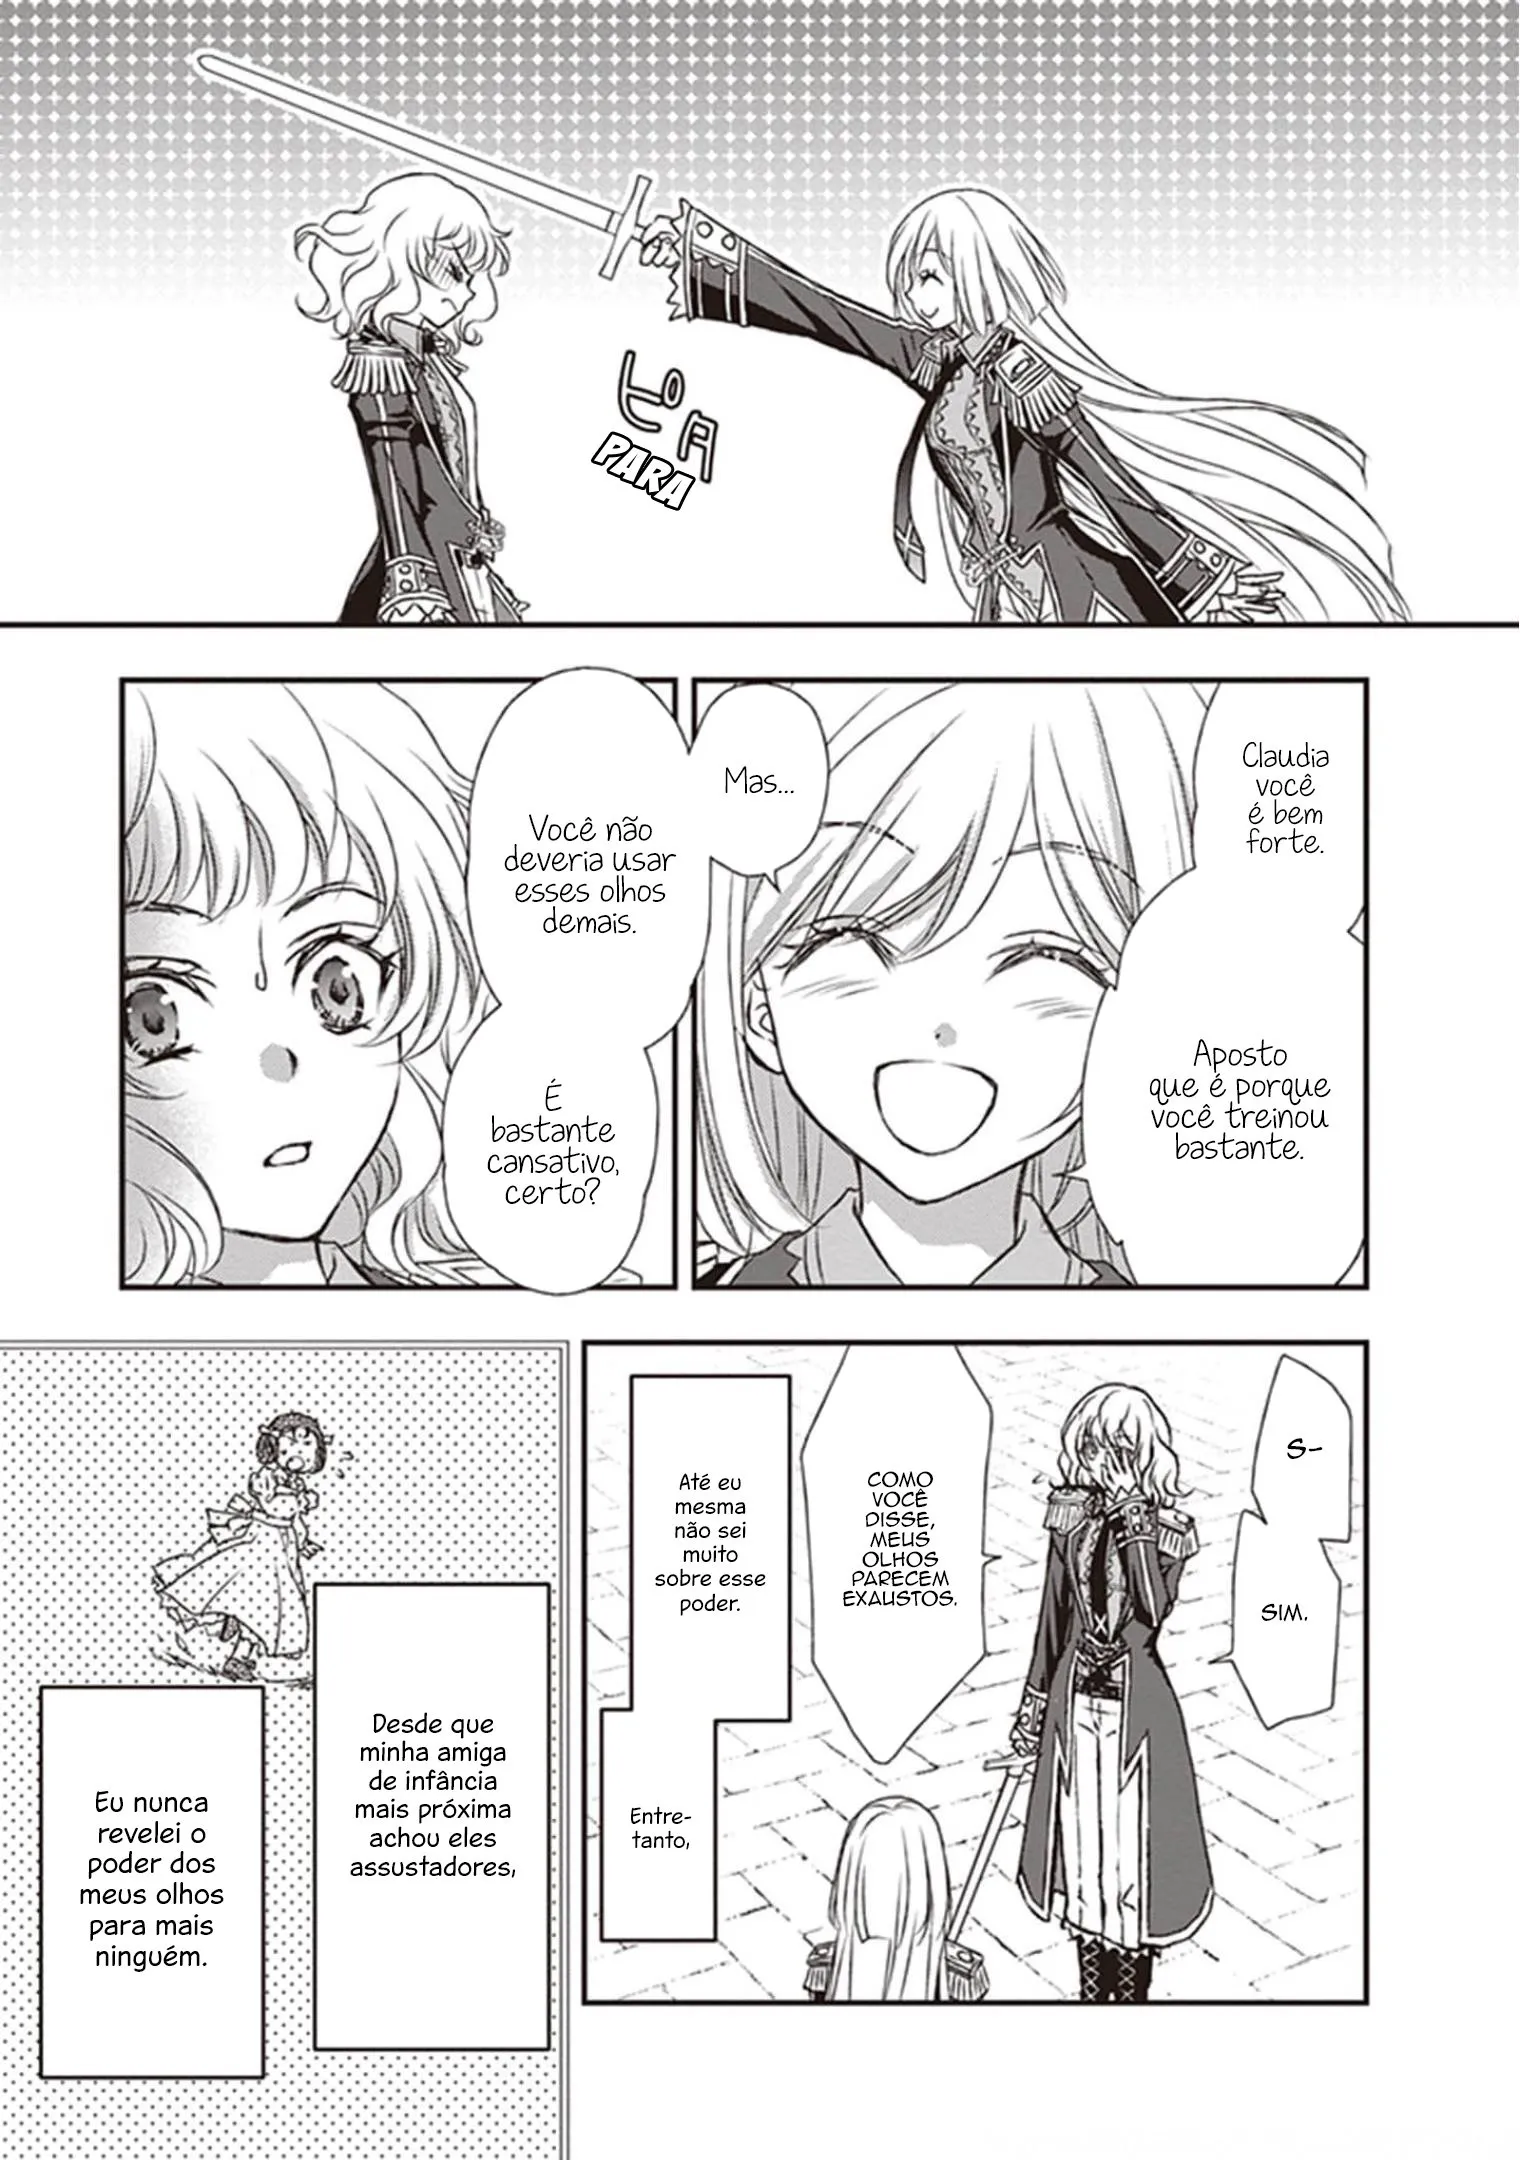 ピタ
PARA
Claudia
você
é bem
forte.
Aposto
que é porque
você treinou
bastante.
Mas...
Você não
deveria usar
esses olhos
demais.
É
bastante
cansativo,
certo?
S-
SIM.
COMO
VOCÊ
DISSE,
MEUS
OLHOS
PARECEM
EXAUSTOS.
Até eu
mesma
não sei
muito
sobre esse
poder.
Entre-
tanto,
Desde que
minha amiga
de infância
mais próxima
achou eles
assustadores,
Eu nunca
revelei o
poder dos
meus olhos
para mais
ninguém.